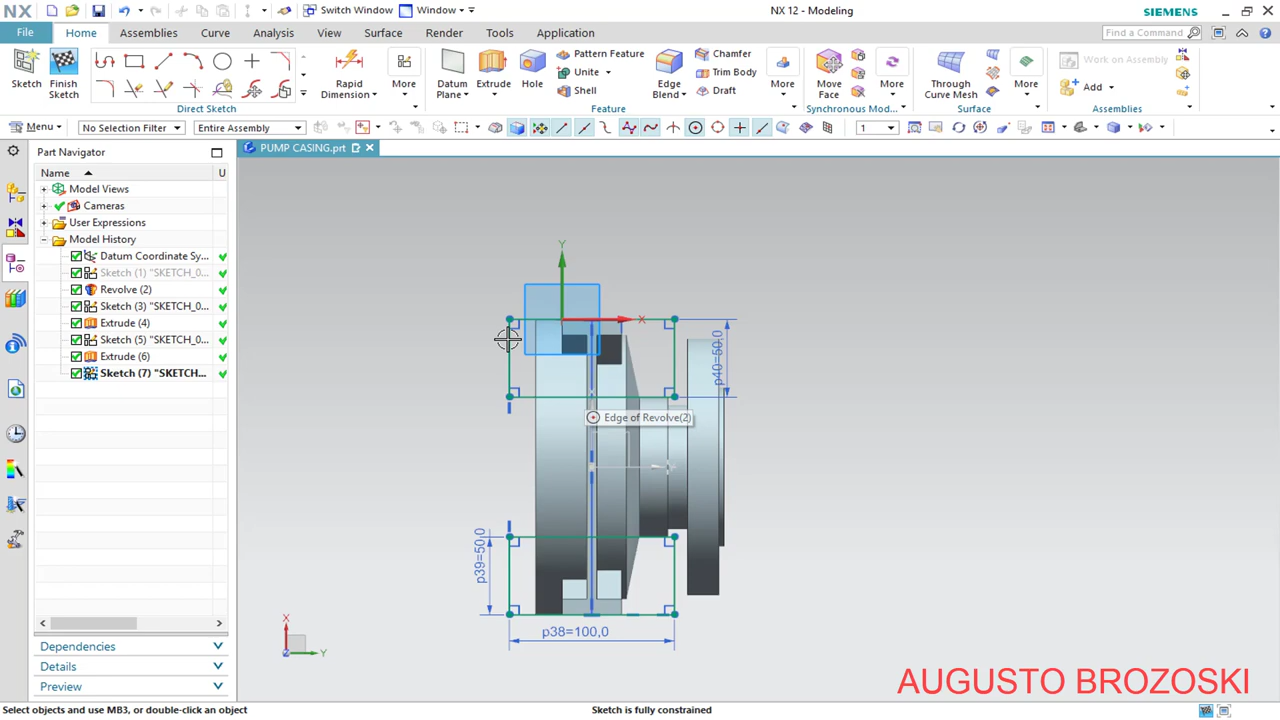 NX
Switch Window
Window
NX 12 - Modeling
SIEMENS
File
Home
Assemblies
Curve
Analysis
View
Surface
Render
Tools
Application
Find a Command
Sketch
Finish
Sketch
Rapid
Dimension
More
Direct Sketch
Datum
Plane
Extrude
Hole
Pattern Feature
Unite
Shell
Edge
Blend
Chamfer
Trim Body
Draft
More
Feature
Move
Face
More
Synchronous Mod...
Through
Curve Mesh
More
Surface
Work on Assembly
Add
Assemblies
Menu
No Selection Filter
Entire Assembly
1
Part Navigator
PUMP CASING.prt
Name
U
Model Views
Cameras
User Expressions
Model History
Datum Coordinate Sy...
Sketch (1) "SKETCH_0...
Revolve (2)
Sketch (3) "SKETCH_0...
Extrude (4)
Sketch (5) "SKETCH_0...
Extrude (6)
Sketch (7) "SKETCH...
Dependencies
Details
Preview
Y
X
p40=50,0
Edge of Revolve(2)
p39=50,0
p38=100,0
X
Y
AUGUSTO BROZOSKI
Select objects and use MB3, or double-click an object
Sketch is fully constrained